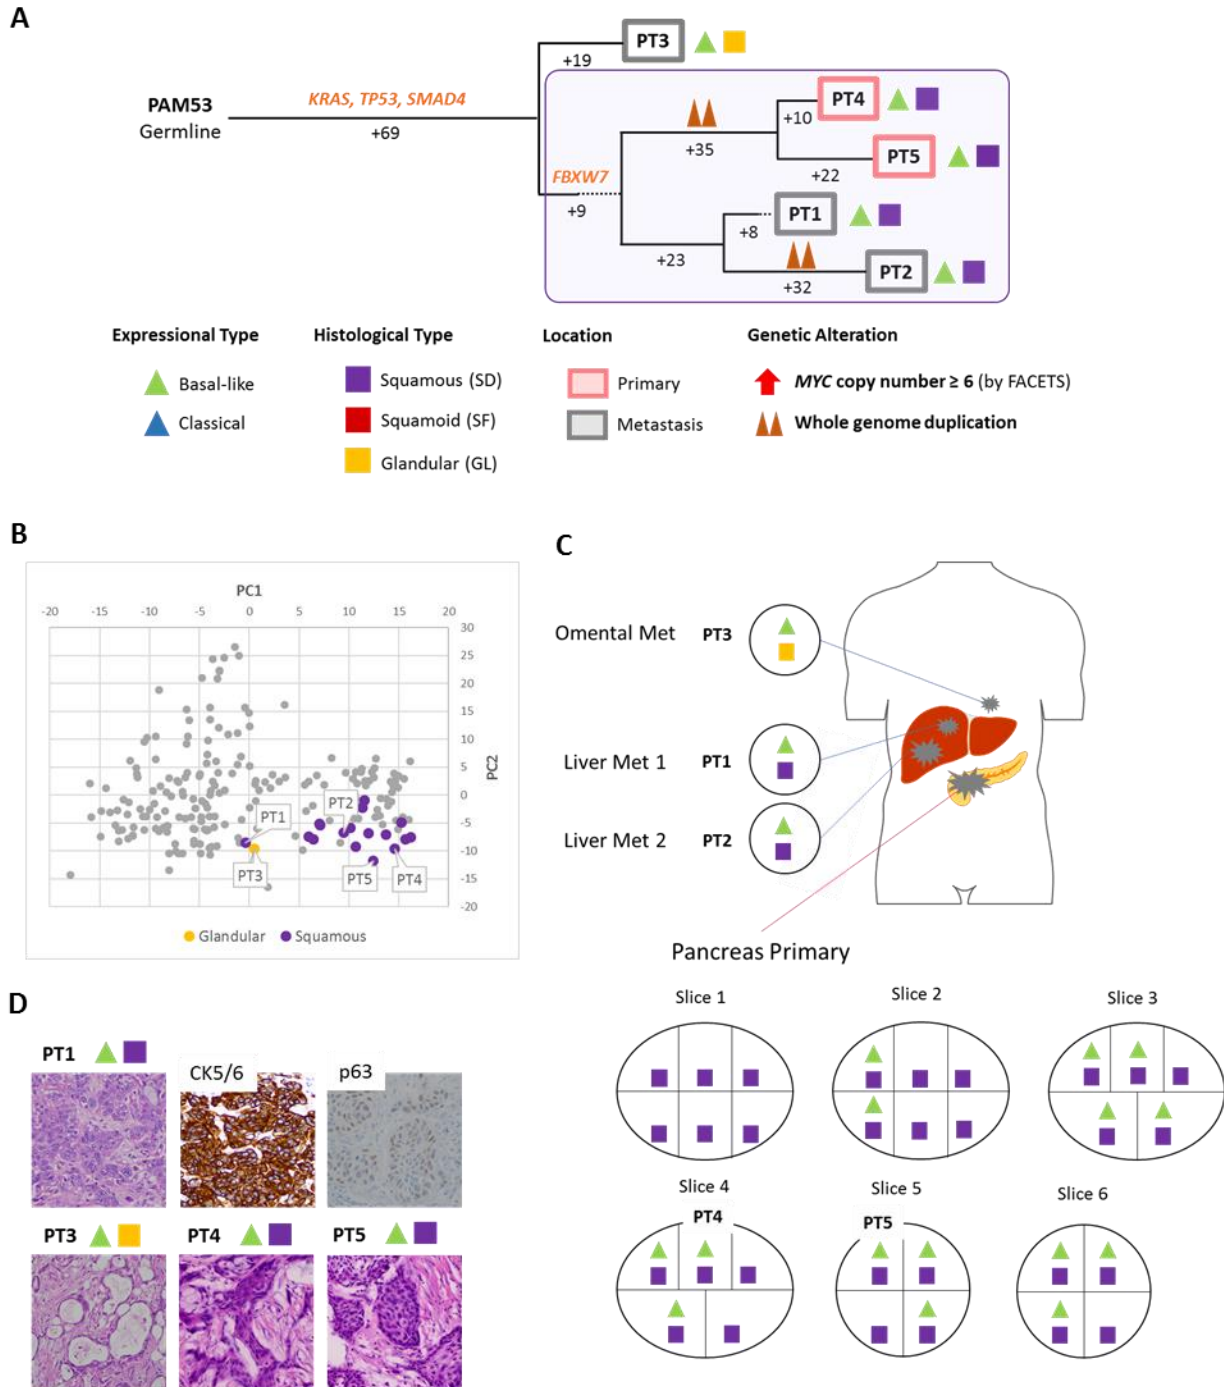 A
PT3
+19
KRAS, TP53, SMAD4
PAM53
Germline
+69
PT4
+10
+35
PT5
+22
FBXW7
+9
PT1
+8
+23
PT2
+32
Expressional Type
Basal-like
Classical
Histological Type
Squamous (SD)
Squamoid (SF)
Glandular (GL)
Location
Primary
Metastasis
Genetic Alteration
MYC copy number ≥ 6 (by FACETS)
Whole genome duplication
B
PC1
-20 -15 -10 -5 0 5 10 15 20
30
25
20
15
10
5
0
-5
-10
-15
-20
PC2
PT2
PT1
PT3
PT5
PT4
Glandular Squamous
C
Omental Met PT3
Liver Met 1 PT1
Liver Met 2 PT2
Pancreas Primary
Slice 1 Slice 2 Slice 3
Slice 4 Slice 5 Slice 6
PT4 PT5
D
PT1
CK5/6
p63
PT3 PT4 PT5